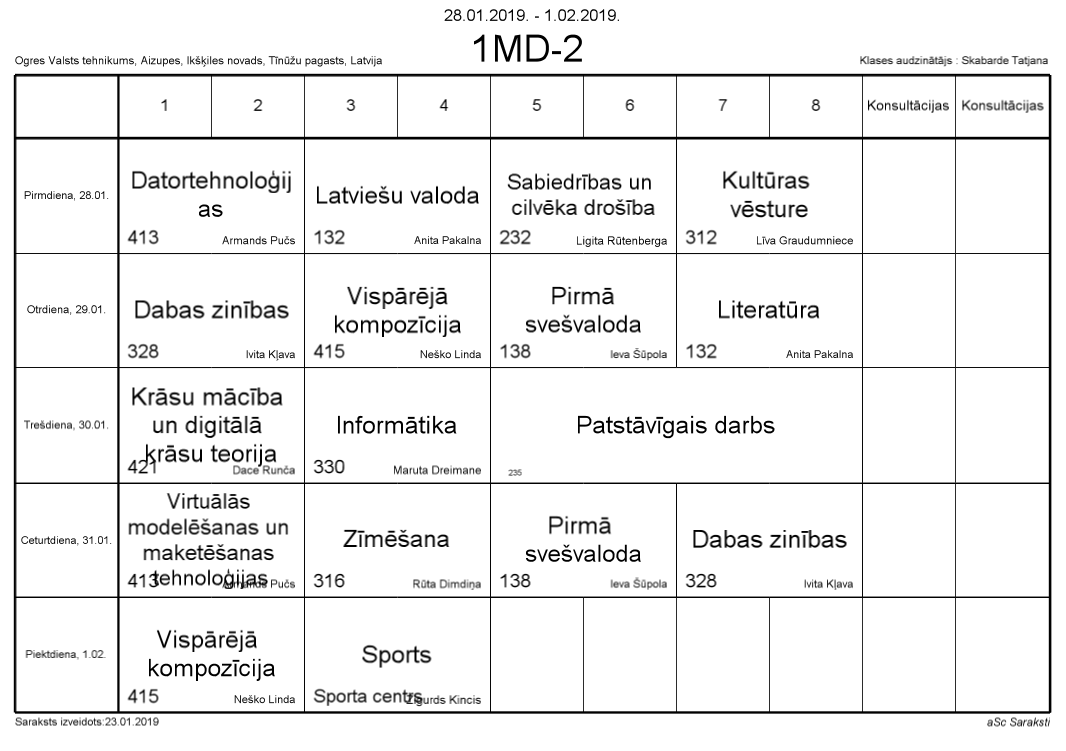 28.01.2019. - 1.02.2019.
1MD-2
Ogres Valsts tehnikums, Aizupes, Ikšķiles novads, Tīnūžu pagasts, Latvija
Klases audzinātājs : Skabarde Tatjana
1 2 3 4 5 6 7 8 Konsultācijas Konsultācijas
Pirmdiena, 28.01.
Datortehnoloģij
as
413 Armands Pučs
Latviešu valoda
132 Anita Pakalna
Sabiedrības un
cilvēka drošība
232 Ligita Rūtenberga
Kultūras
vēsture
312 Līva Graudumniece
Otrdiena, 29.01.
Dabas zinības
328 Ivita Kļava
Vispārējā
kompozīcija
415 Neško Linda
Pirmā
svešvaloda
138 Ieva Šūpola
Literatūra
132 Anita Pakalna
Trešdiena, 30.01.
Krāsu mācība
un digitālā
krāsu teorija
421 Dace Runča
Informātika
330 Maruta Dreimane
Patstāvīgais darbs
235
Ceturtdiena, 31.01.
Virtuālās
modelēšanas un
maketēšanas
tehnoloģijas
413 Armands Pučs
Zīmēšana
316 Rūta Dimdiņa
Pirmā
svešvaloda
138 Ieva Šūpola
Dabas zinības
328 Ivita Kļava
Piektdiena, 1.02.
Vispārējā
kompozīcija
415 Neško Linda
Sports
Sporta centrs Zigurds Kincis
Saraksts izveidots:23.01.2019
aSc Saraksti